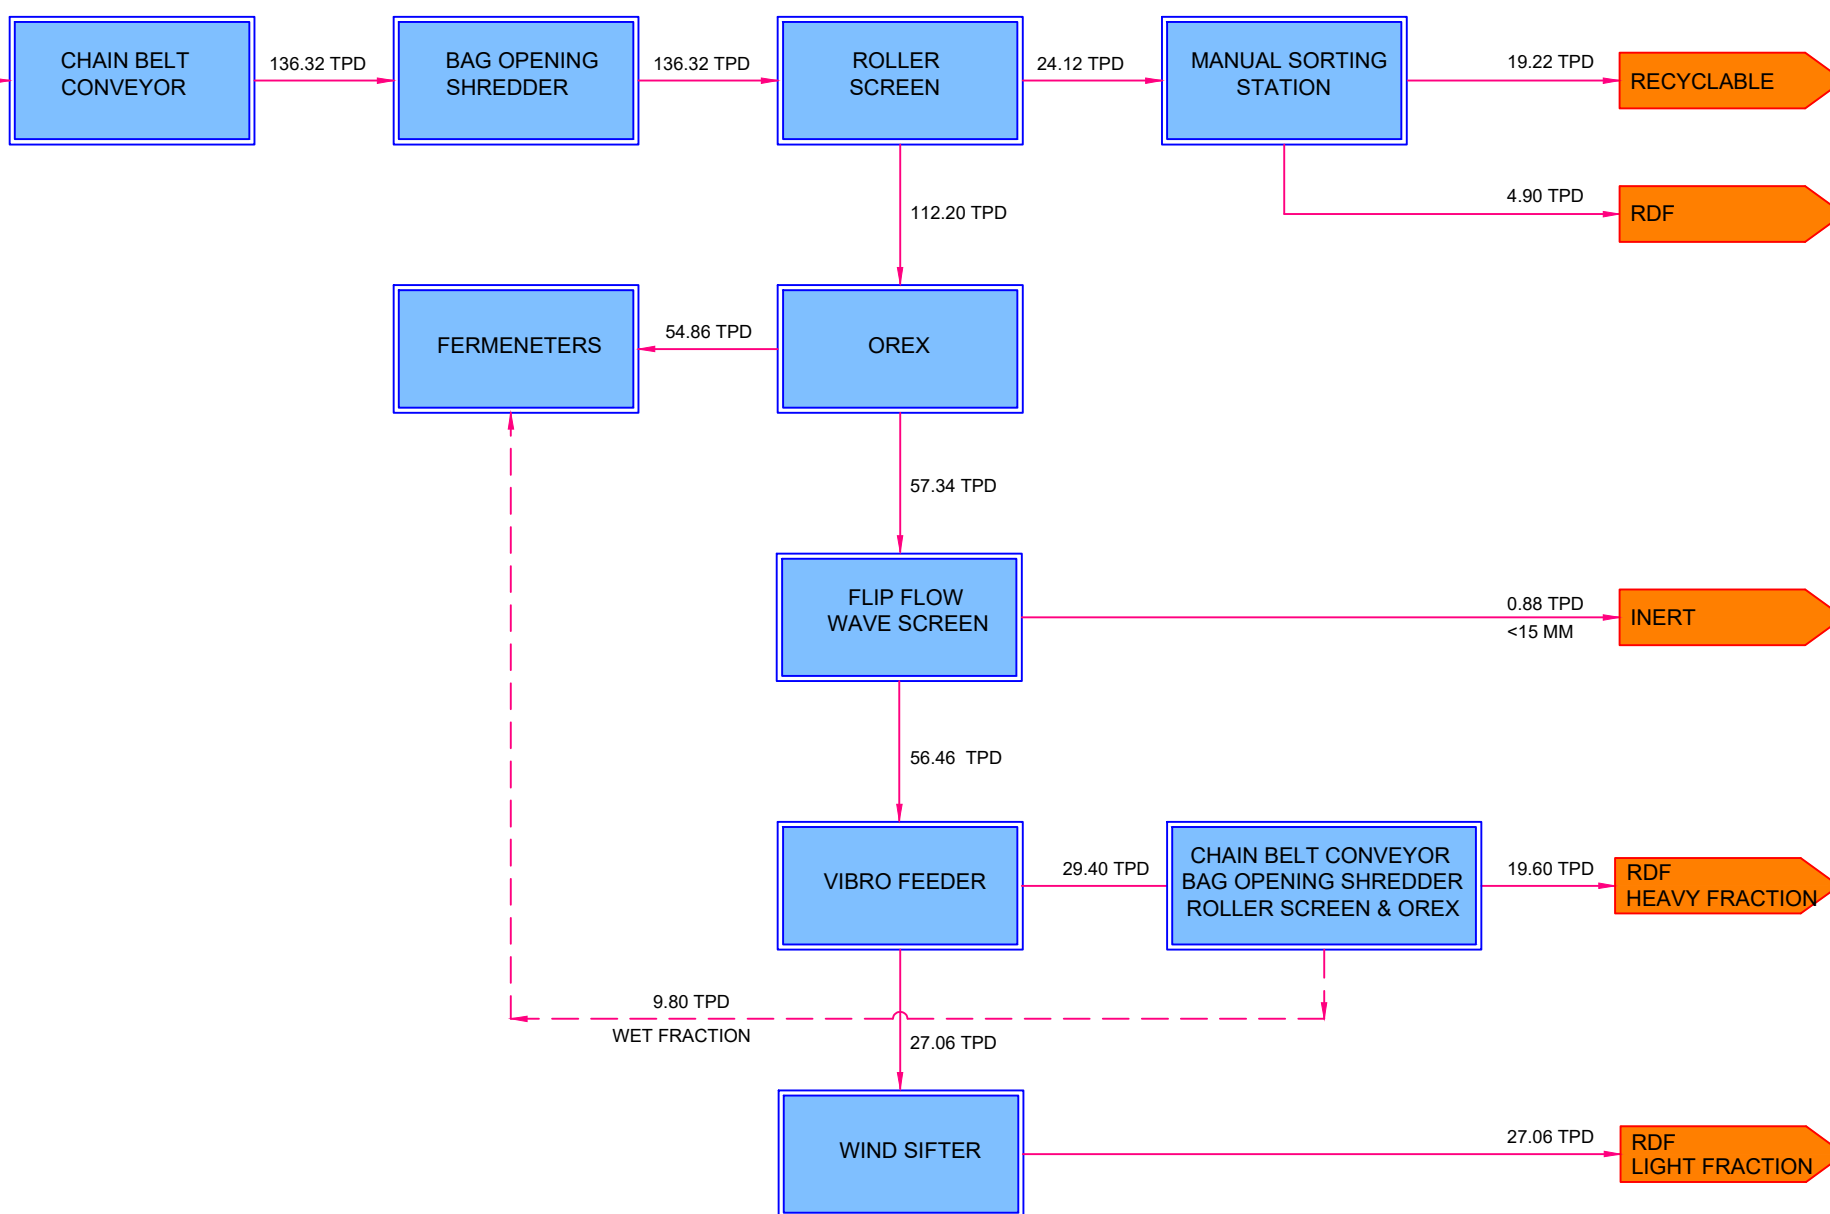 CHAIN BELT
CONVEYOR
136.32 TPD
BAG OPENING
SHREDDER
136.32 TPD
ROLLER
SCREEN
24.12 TPD
MANUAL SORTING
STATION
19.22 TPD
RECYCLABLE
4.90 TPD
RDF
112.20 TPD
FERMENETERS
54.86 TPD
OREX
57.34 TPD
FLIP FLOW
WAVE SCREEN
0.88 TPD
<15 MM
INERT
56.46 TPD
VIBRO FEEDER
29.40 TPD
CHAIN BELT CONVEYOR
BAG OPENING SHREDDER
ROLLER SCREEN & OREX
19.60 TPD
RDF
HEAVY FRACTION
9.80 TPD
WET FRACTION
27.06 TPD
WIND SIFTER
27.06 TPD
RDF
LIGHT FRACTION